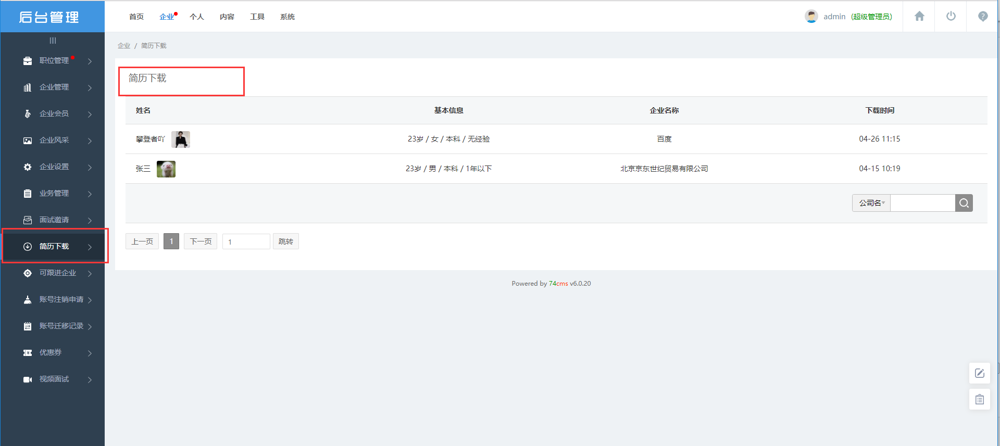 后台管理
首页 企业 个人 内容 工具 系统
admin (超级管理员)
职位管理
企业管理
企业会员
企业风采
企业设置
业务管理
面试邀请
简历下载
可跟进企业
账号注销申请
账号迁移记录
优惠券
视频面试
企业 / 简历下载
简历下载
姓名 基本信息 企业名称 下载时间
攀登者吖 23岁 / 女 / 本科 / 无经验 百度 04-26 11:15
张三 23岁 / 男 / 本科 / 1年以下 北京京东世纪贸易有限公司 04-15 10:19
公司名
上一页 1 下一页 1 跳转
Powered by 74cms v6.0.20